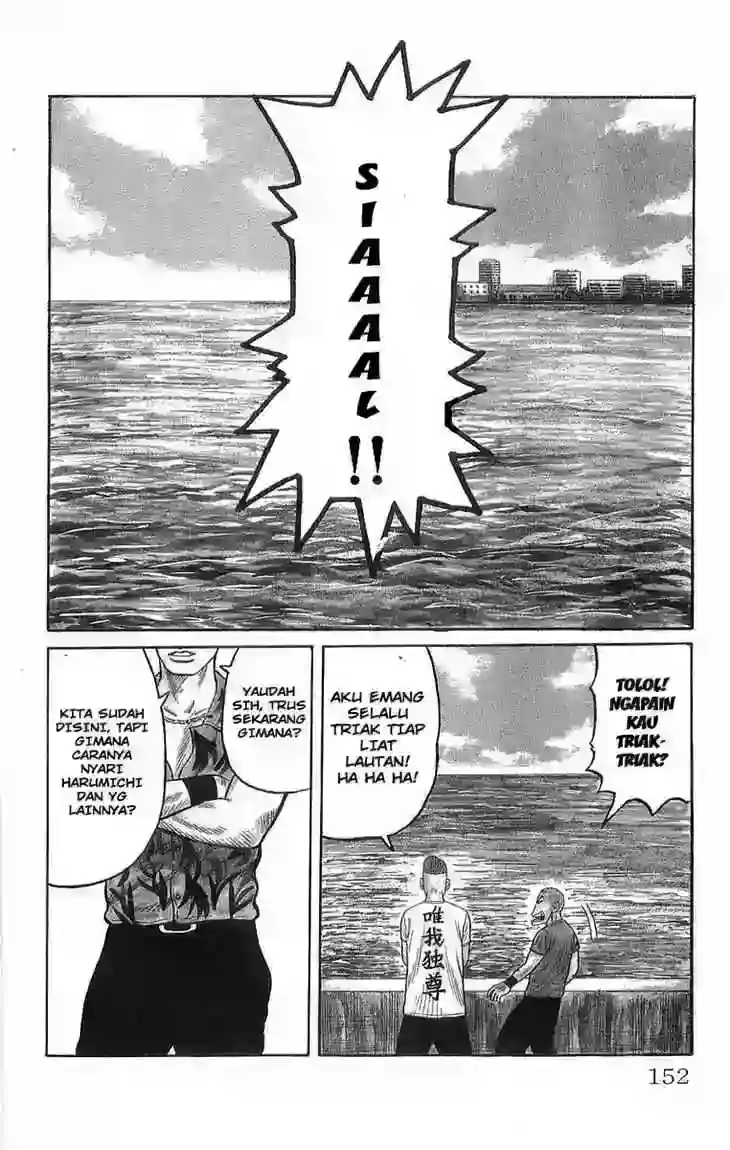 SIAAAAL!!
TOLOL!
NGAPAIN
KAU
TRIAK-
TRIAK?
AKU EMANG
SELALU
TRIAK TIAP
LIAT
LAUTAN!
HA HA HA!
唯我独尊
YAUDAH
SIH, TRUS
SEKARANG
GIMANA?
KITA SUDAH
DISINI, TAPI
GIMANA
CARANYA
NYARI
HARUMICHI
DAN YG
LAINNYA?
152